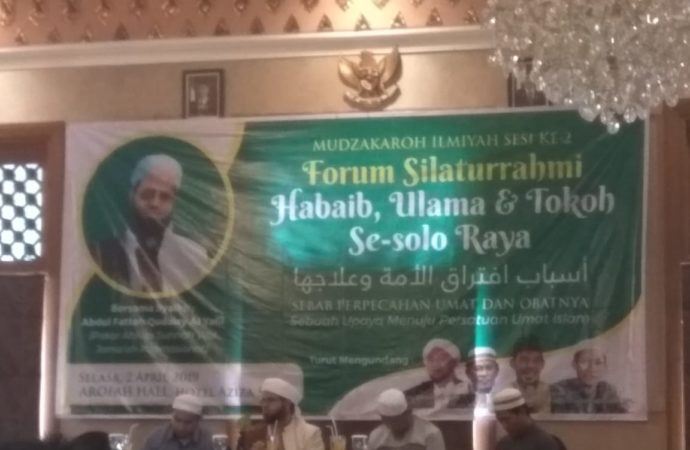 MUDZAKAROH ILMIYAH SESI KE-2
Forum Silaturrahmi
Habaib, Ulama & Tokoh
Se-solo Raya
أسباب افتراق الأمة وعلاجها
SEBAB PERPECAHAN UMAT DAN OBATNYA
Sebuah Upaya Menuju Persatuan Umat Islam
Bersama Syaikh
Abdul Fattah
Turut Mengundang
SELASA, 2 APRIL 2019
AROFAH HALL, HOTEL AZIZA